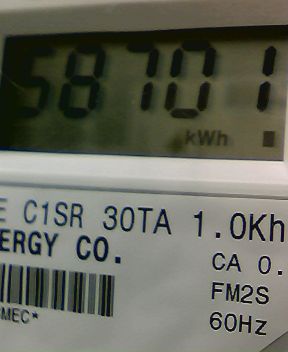 58701
kWh
E C1SR 30TA 1.0Kh
ERGY CO.
CA 0.
FM2S
MEC*
60Hz